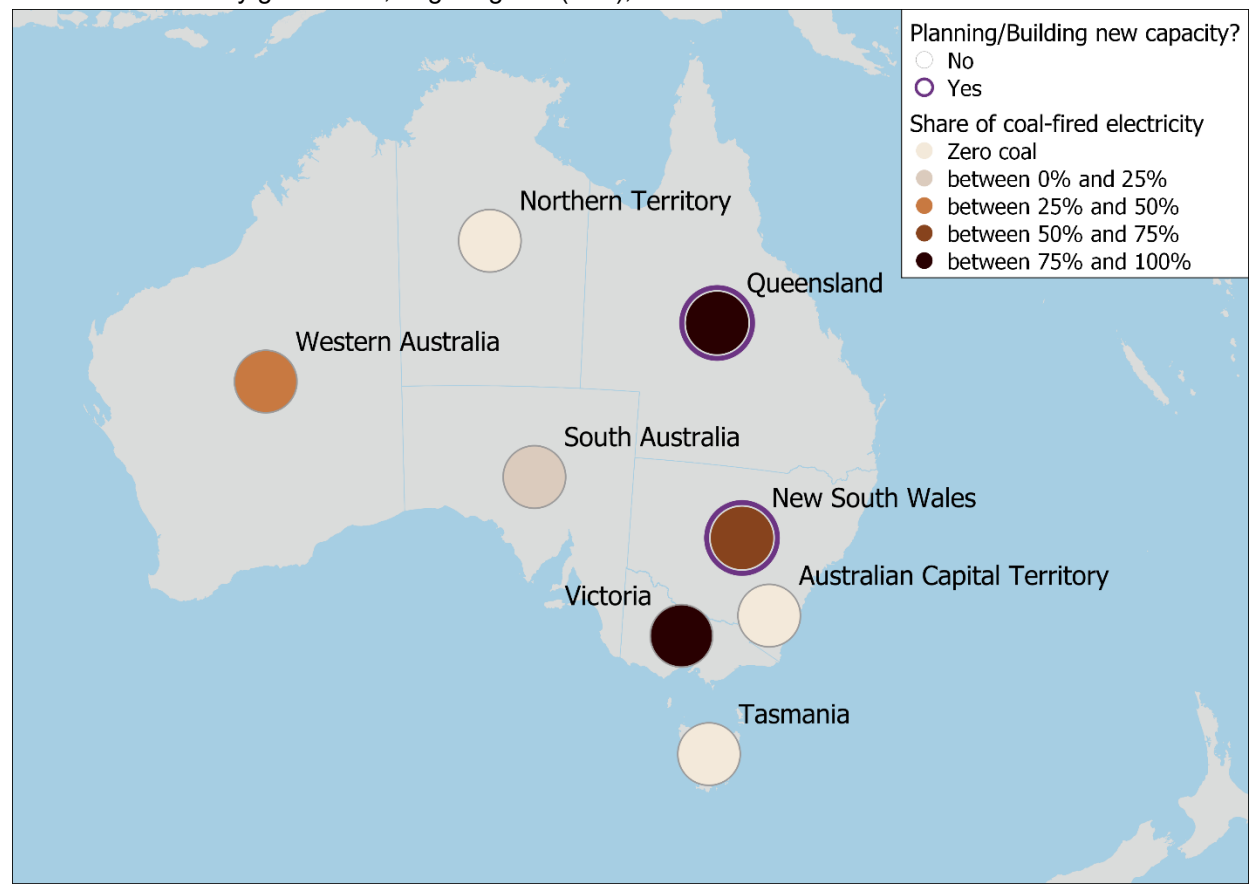 Planning/Building new capacity?
No
Yes
Share of coal-fired electricity
Zero coal
between 0% and 25%
between 25% and 50%
between 50% and 75%
between 75% and 100%
Northern Territory
Queensland
Western Australia
South Australia
New South Wales
Australian Capital Territory
Victoria
Tasmania